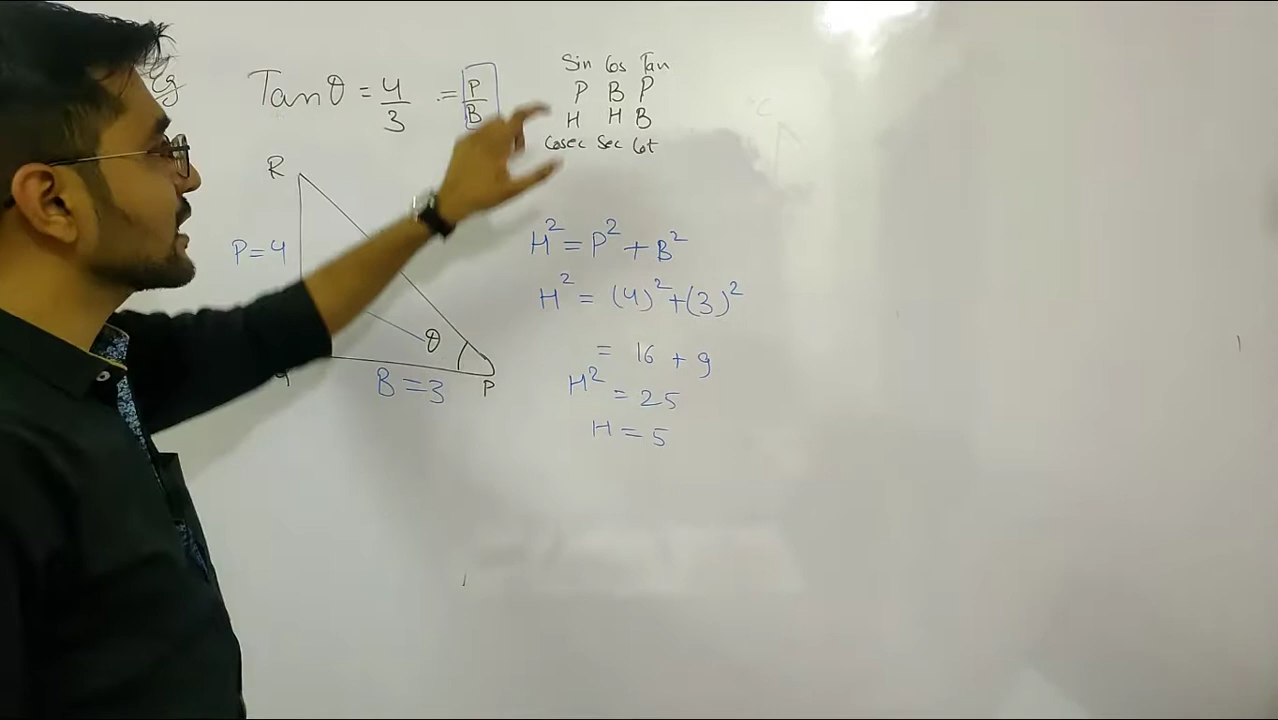 Eg
Tan θ = 4/3 = P/B
Sin Cos Tan
P B P
H H B
Cosec Sec Cot
R
P=4
θ
B=3
P
H² = P² + B²
H² = (4)² + (3)²
= 16 + 9
H² = 25
H = 5